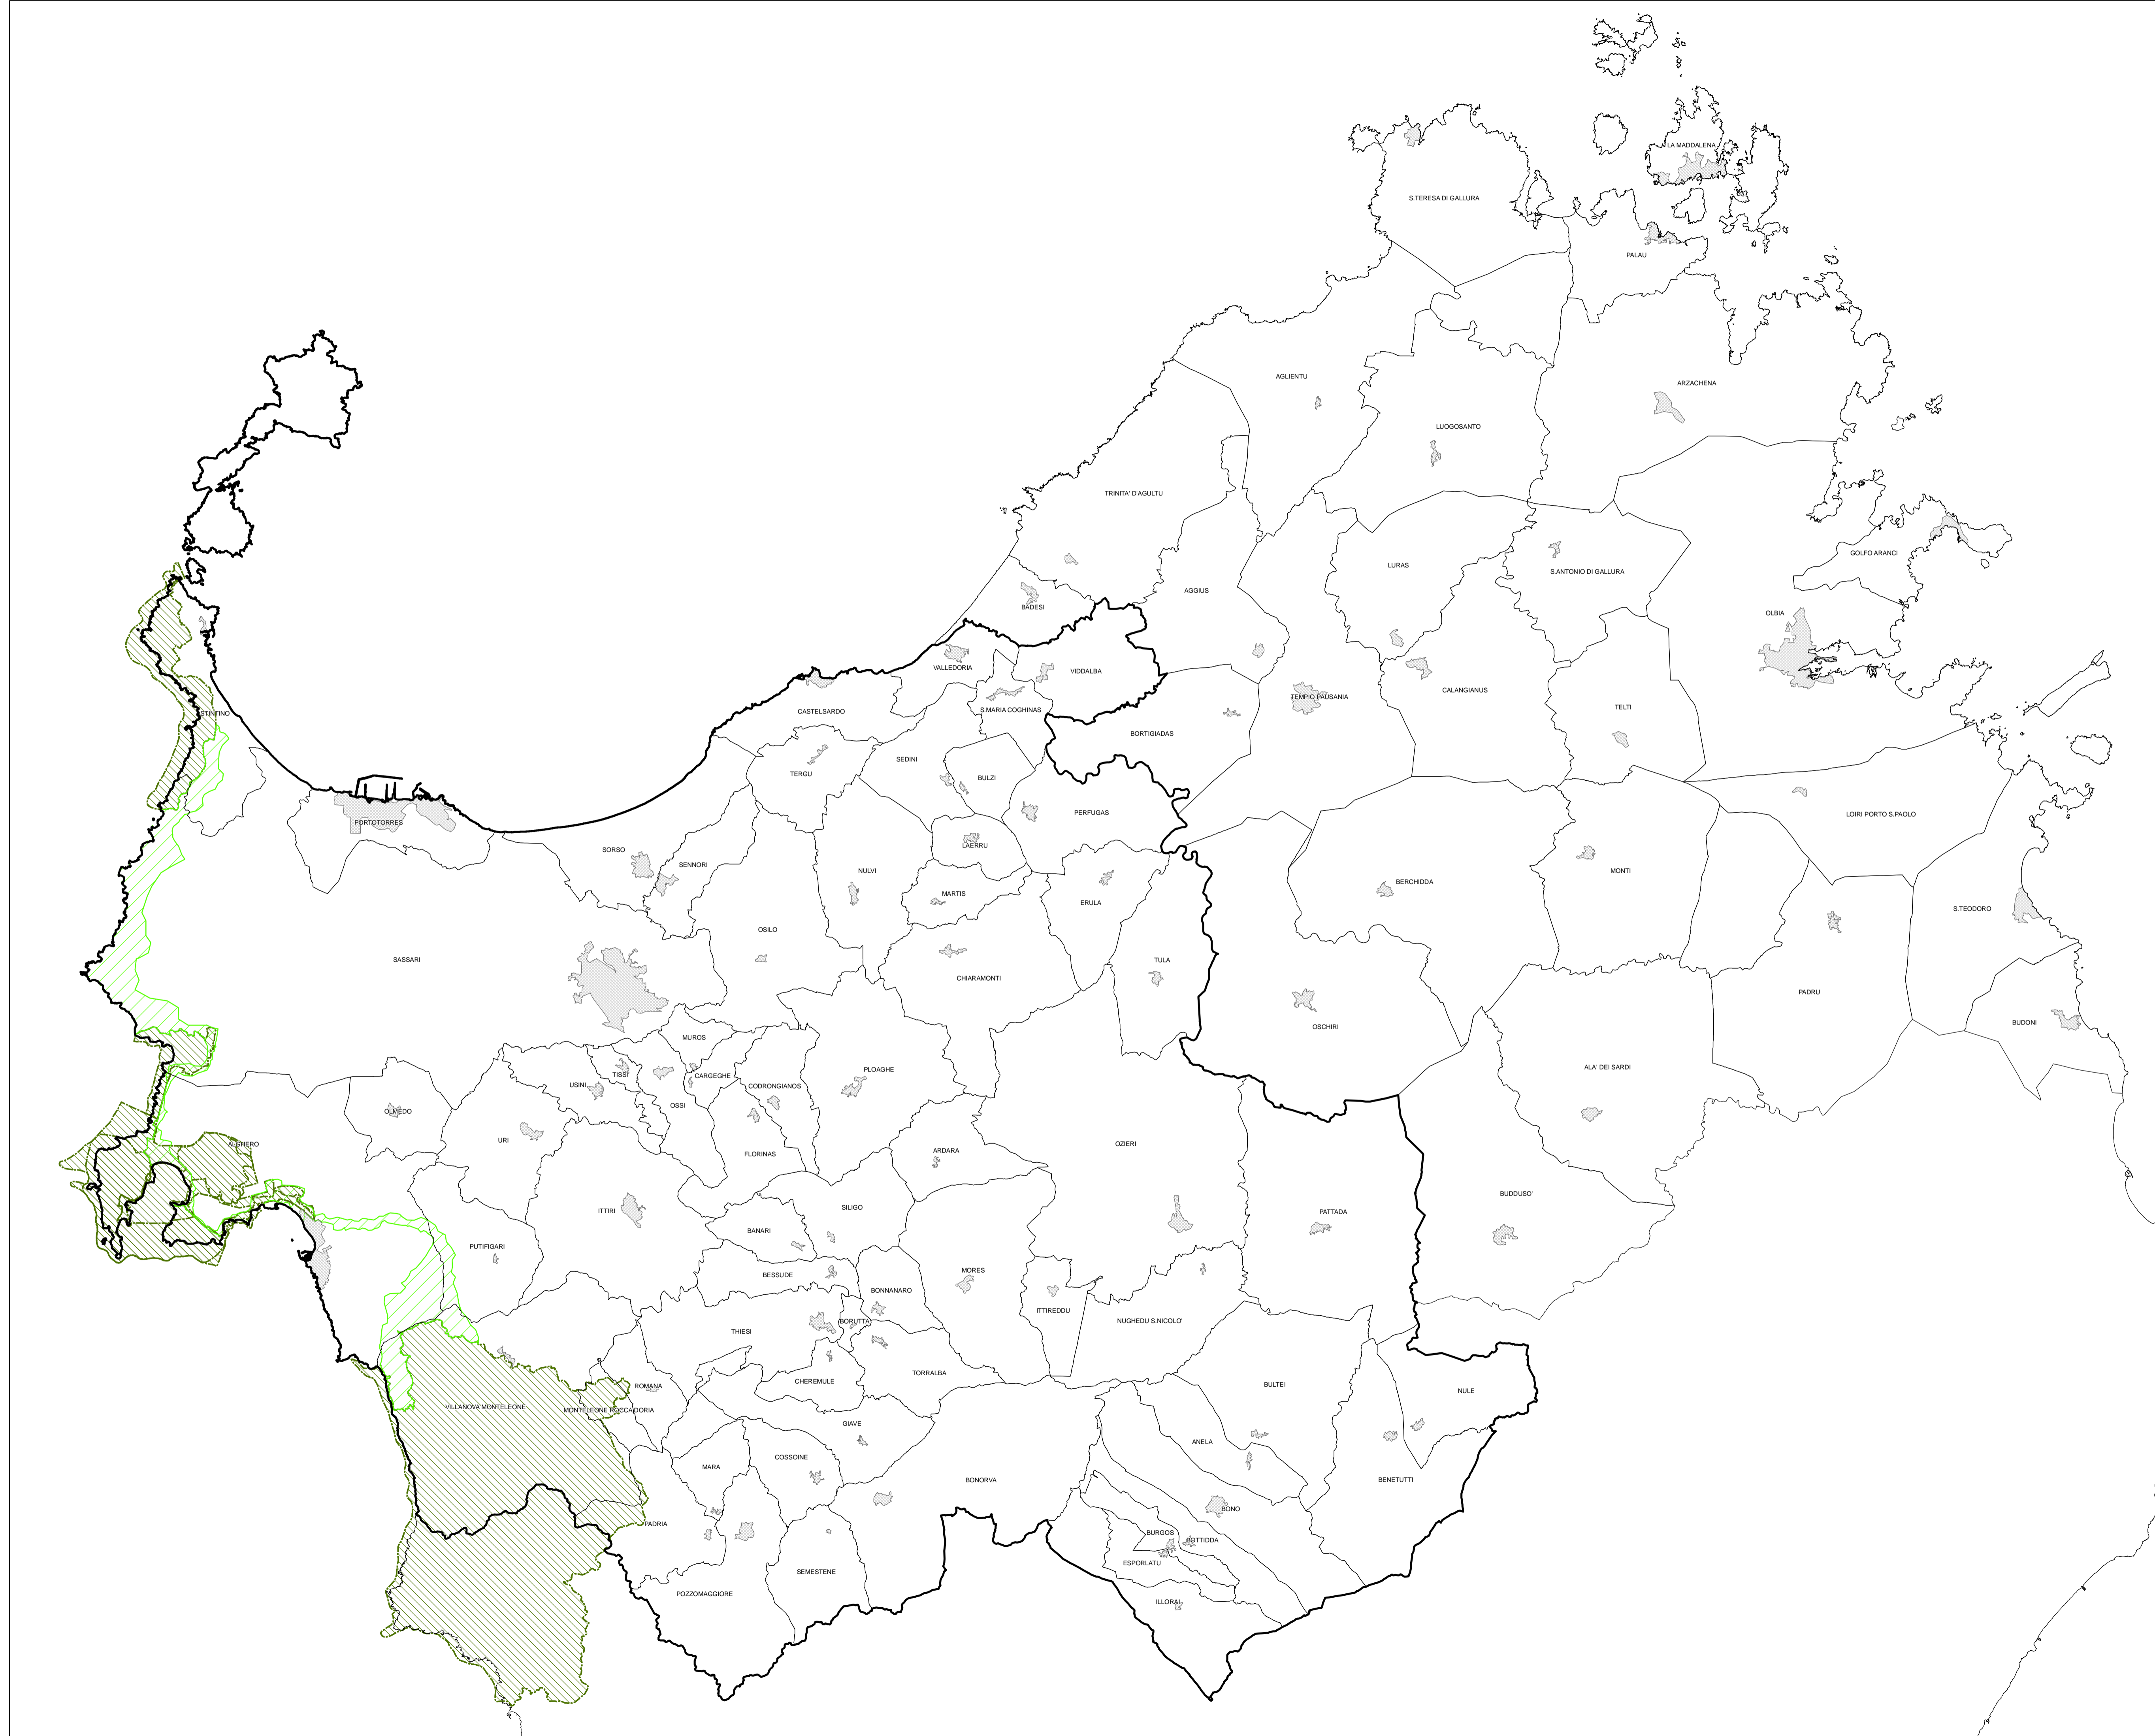 LA MADDALENA
S.TERESA DI GALLURA
PALAU
AGLIENTU
ARZACHENA
LUOGOSANTO
TRINITA' D'AGULTU
GOLFO ARANCI
LURAS
S.ANTONIO DI GALLURA
AGGIUS
BADESI
OLBIA
VALLEDORIA
VIDDALBA
CALANGIANUS
TEMPIO PAUSANIA
TELTI
STINTINO
CASTELSARDO
S.MARIA COGHINAS
BORTIGIADAS
SEDINI
TERGU
BULZI
PERFUGAS
LOIRI PORTO S.PAOLO
PORTOTORRES
LAERRU
SORSO
SENNORI
NULVI
MONTI
BERCHIDDA
MARTIS
ERULA
S.TEODORO
OSILO
SASSARI
TULA
CHIARAMONTI
PADRU
BUDONI
OSCHIRI
MUROS
PLOAGHE
ALA' DEI SARDI
TISSI
CARGEGHE
USINI
CODRONGIANOS
OSSI
OLMEDO
URI
ALGHERO
OZIERI
ARDARA
FLORINAS
BUDDUSO'
SILIGO
ITTIRI
PATTADA
BANARI
PUTIFIGARI
MORES
BESSUDE
BONNANARO
ITTIREDDU
BORUTTA
NUGHEDU S.NICOLO'
THIESI
TORRALBA
CHEREMULE
BULTEI
ROMANA
NULE
VILLANOVA MONTELEONE
MONTELEONE ROCCA DORIA
GIAVE
ANELA
COSSOINE
MARA
BONORVA
BENETUTTI
BONO
PADRIA
BURGOS
BOTTIDDA
ESPORLATU
SEMESTENE
POZZOMAGGIORE
ILLORAI